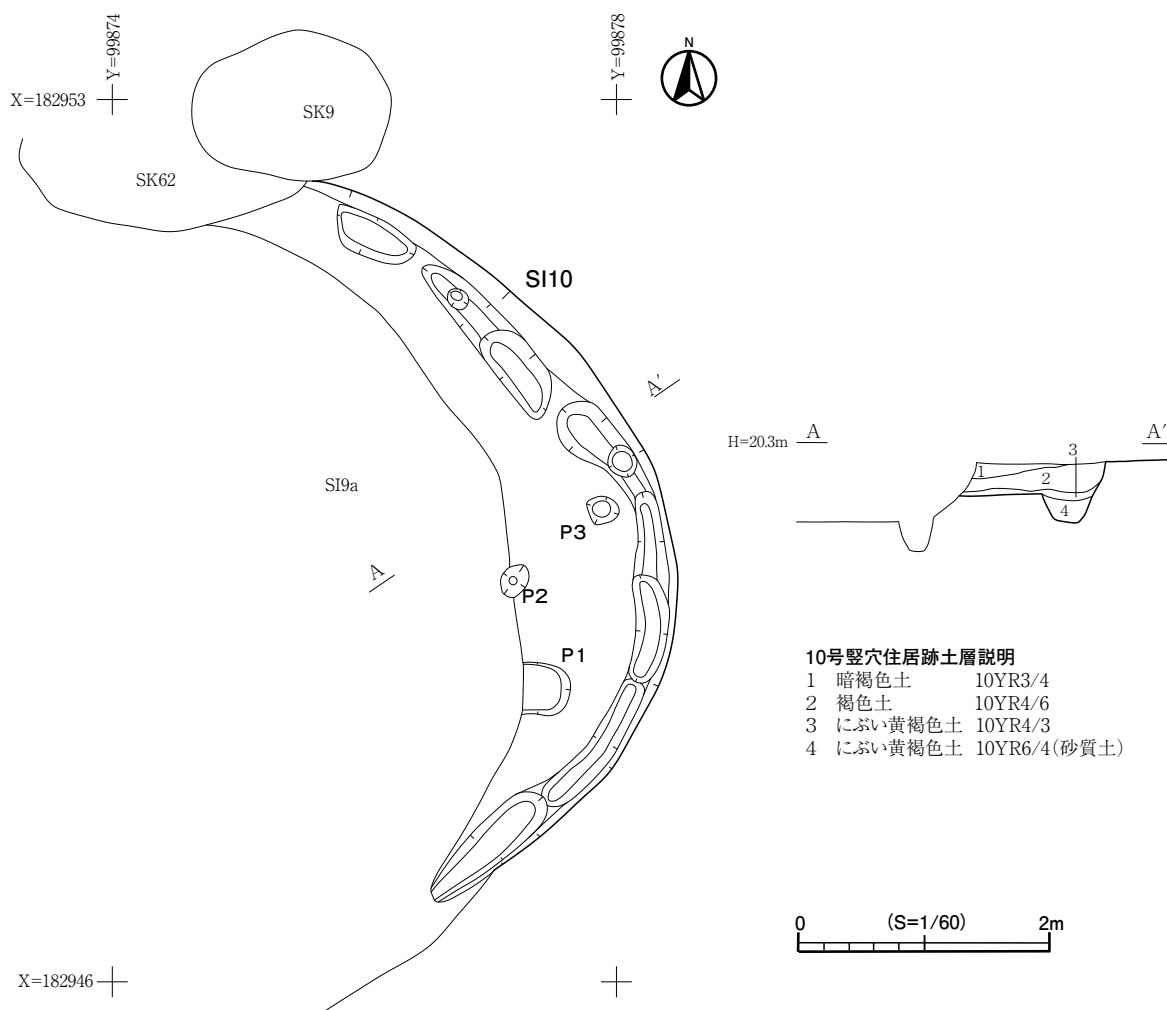 Y=99874
Y=99878
N
X=182953
SK9
SK62
SI10
A'
H=20.3m
A
A'
3
1
2
4
SI9a
P3
A
P2
P1
10号竪穴住居跡土層説明
1 暗褐色土 10YR3/4
2 褐色土 10YR4/6
3 にぶい黄褐色土 10YR4/3
4 にぶい黄褐色土 10YR6/4(砂質土)
0 (S=1/60) 2m
X=182946